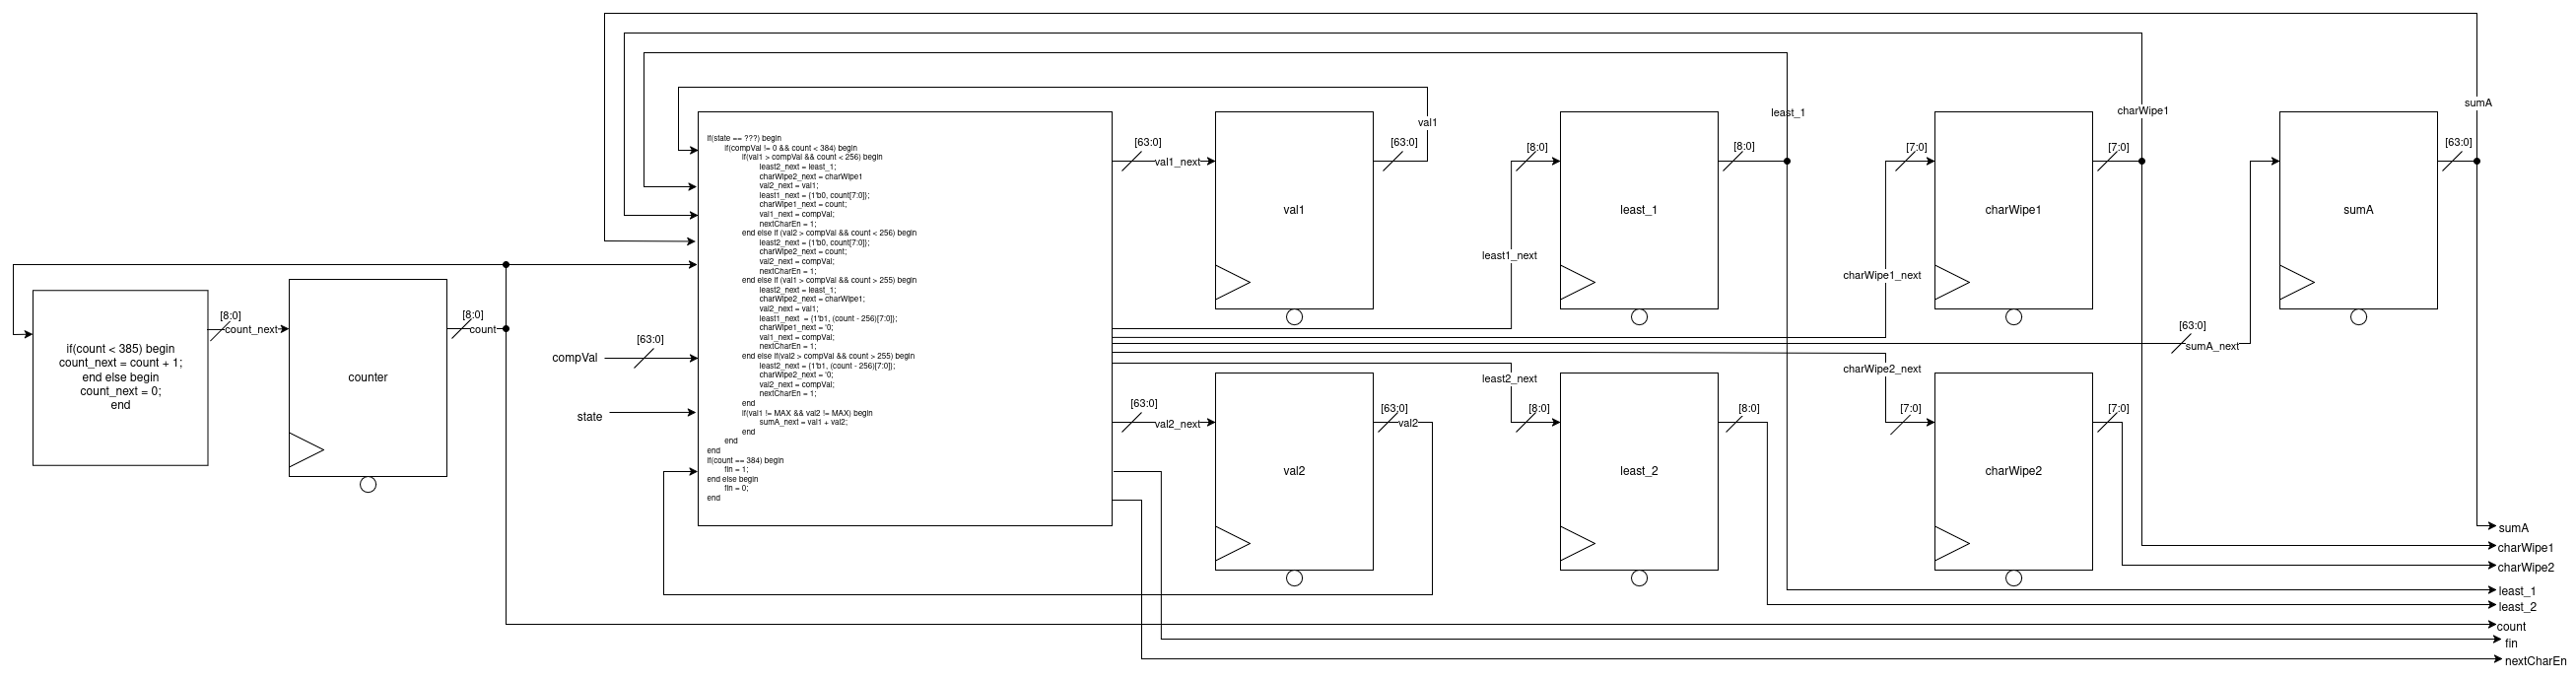 if(count < 385) begin
count_next = count + 1;
end else begin
count_next = 0;
end
[8:0]
count_next
counter
[8:0]
count
compVal
[63:0]
state
if(state == ???) begin
if(compVal != 0 && count < 384) begin
if(val1 > compVal && count < 256) begin
least2_next = least_1;
charWipe2_next = charWipe1
val2_next = val1;
least1_next = {1'b0, count[7:0]};
charWipe1_next = count;
val1_next = compVal;
nextCharEn = 1;
end else if (val2 > compVal && count < 256) begin
least2_next = {1'b0, count[7:0]};
charWipe2_next = count;
val2_next = compVal;
nextCharEn = 1;
end else if (val1 > compVal && count > 255) begin
least2_next = least_1;
charWipe2_next = charWipe1;
val2_next = val1;
least1_next = {1'b1, (count - 256)[7:0]};
charWipe1_next = '0;
val1_next = compVal;
nextCharEn = 1;
end else if(val2 > compVal && count > 255) begin
least2_next = {1'b1, (count - 256)[7:0]};
charWipe2_next = '0;
val2_next = compVal;
nextCharEn = 1;
end
if(val1 != MAX && val2 != MAX) begin
sumA_next = val1 + val2;
end
end
end
if(count == 384) begin
fin = 1;
end else begin
fin = 0;
end
[63:0]
val1_next
val1
[63:0]
val1
least1_next
[8:0]
least_1
[8:0]
least_1
charWipe1_next
[7:0]
charWipe1
[7:0]
charWipe1
[63:0]
sumA_next
sumA
[63:0]
sumA
[63:0]
val2_next
val2
[63:0]
val2
least2_next
[8:0]
least_2
[8:0]
charWipe2_next
[7:0]
charWipe2
[7:0]
sumA
charWipe1
charWipe2
least_1
least_2
count
fin
nextCharEn